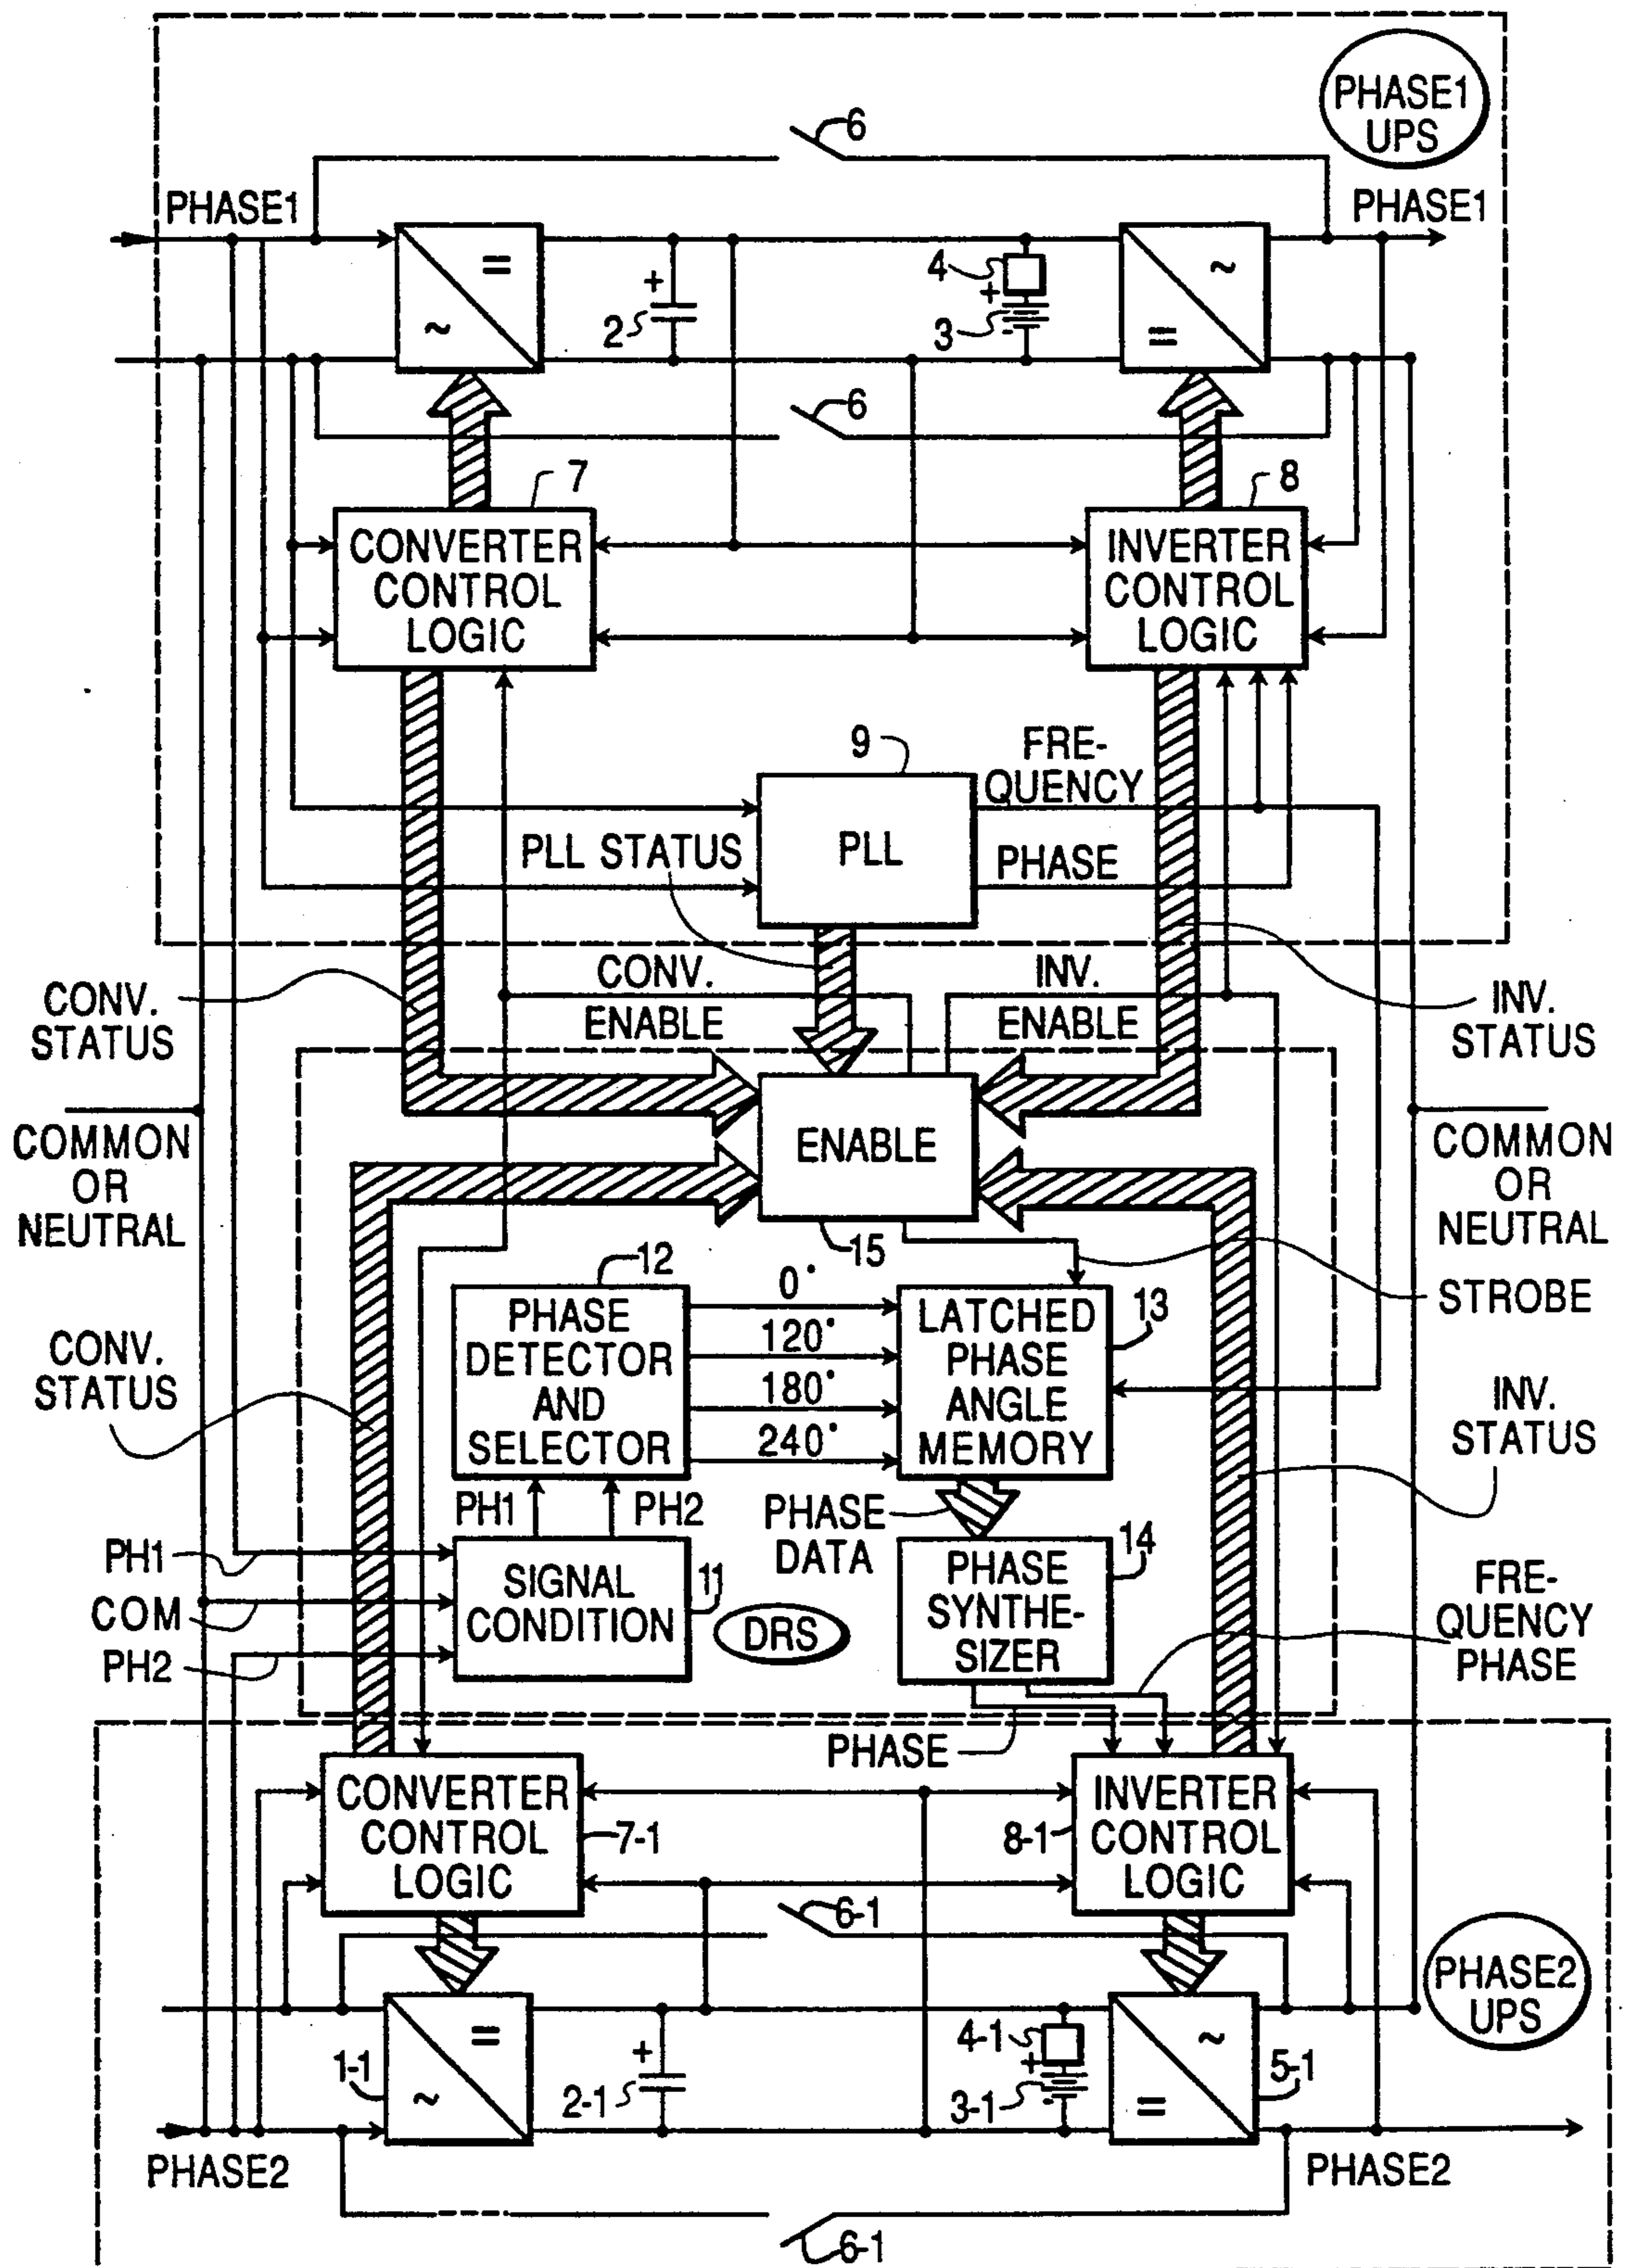 PHASE1
UPS
6
PHASE1
PHASE1
=
~
+
2
4
+
3
-
~
=
6
7
8
CONVERTER
CONTROL
LOGIC
INVERTER
CONTROL
LOGIC
9
FRE-
QUENCY
PLL STATUS
PLL
PHASE
CONV.
ENABLE
INV.
ENABLE
CONV.
STATUS
INV.
STATUS
COMMON
OR
NEUTRAL
ENABLE
COMMON
OR
NEUTRAL
15
STROBE
12
PHASE
DETECTOR
AND
SELECTOR
0°
120°
180°
240°
LATCHED
PHASE
ANGLE
MEMORY
13
CONV.
STATUS
INV.
STATUS
PH1
PH2
PHASE
DATA
PH1
COM
PH2
SIGNAL
CONDITION
11
DRS
PHASE
SYNTHE-
SIZER
14
FRE-
QUENCY
PHASE
PHASE
CONVERTER
CONTROL
LOGIC
7-1
8-1
INVERTER
CONTROL
LOGIC
6-1
PHASE2
UPS
1-1
=
~
+
2-1
4-1
+
3-1
-
~
=
5-1
PHASE2
PHASE2
6-1